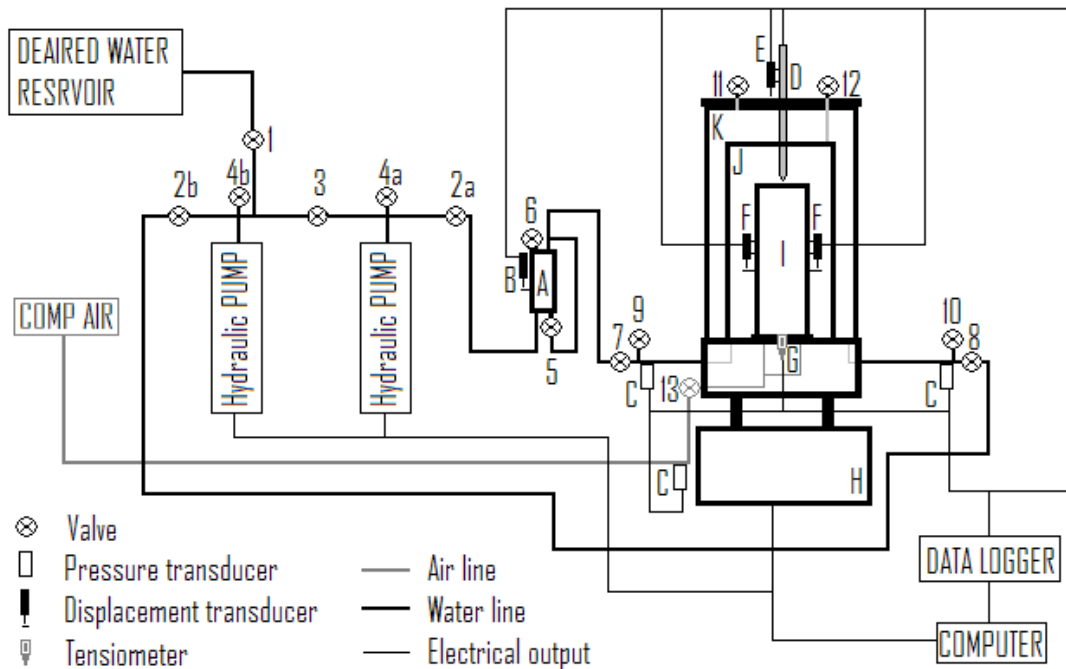 DEAIRED WATER
RESRVOIR
1
2b
4b
3
4a
2a
Hydraulic PUMP
Hydraulic PUMP
COMP AIR
6
B
A
5
E
D
11
12
K
J
F
F
I
9
7
C
G
13
10
8
C
C
H
Valve
Pressure transducer
Displacement transducer
Tensiometer
Air line
Water line
Electrical output
DATA LOGGER
COMPUTER